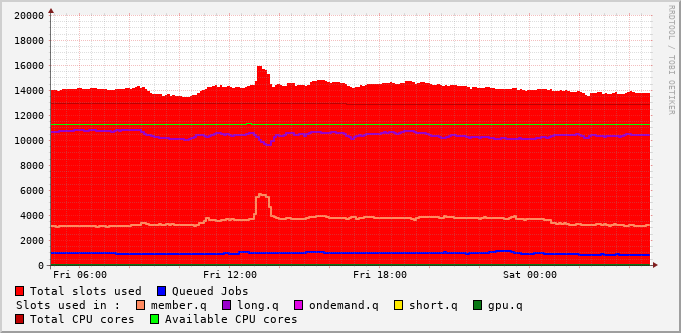 20000
18000
16000
14000
12000
10000
8000
6000
4000
2000
0
Fri 06:00 Fri 12:00 Fri 18:00 Sat 00:00
RRDTOOL / TOBI OETIKER
Total slots used Queued Jobs
Slots used in : member.q long.q ondemand.q short.q gpu.q
Total CPU cores Available CPU cores